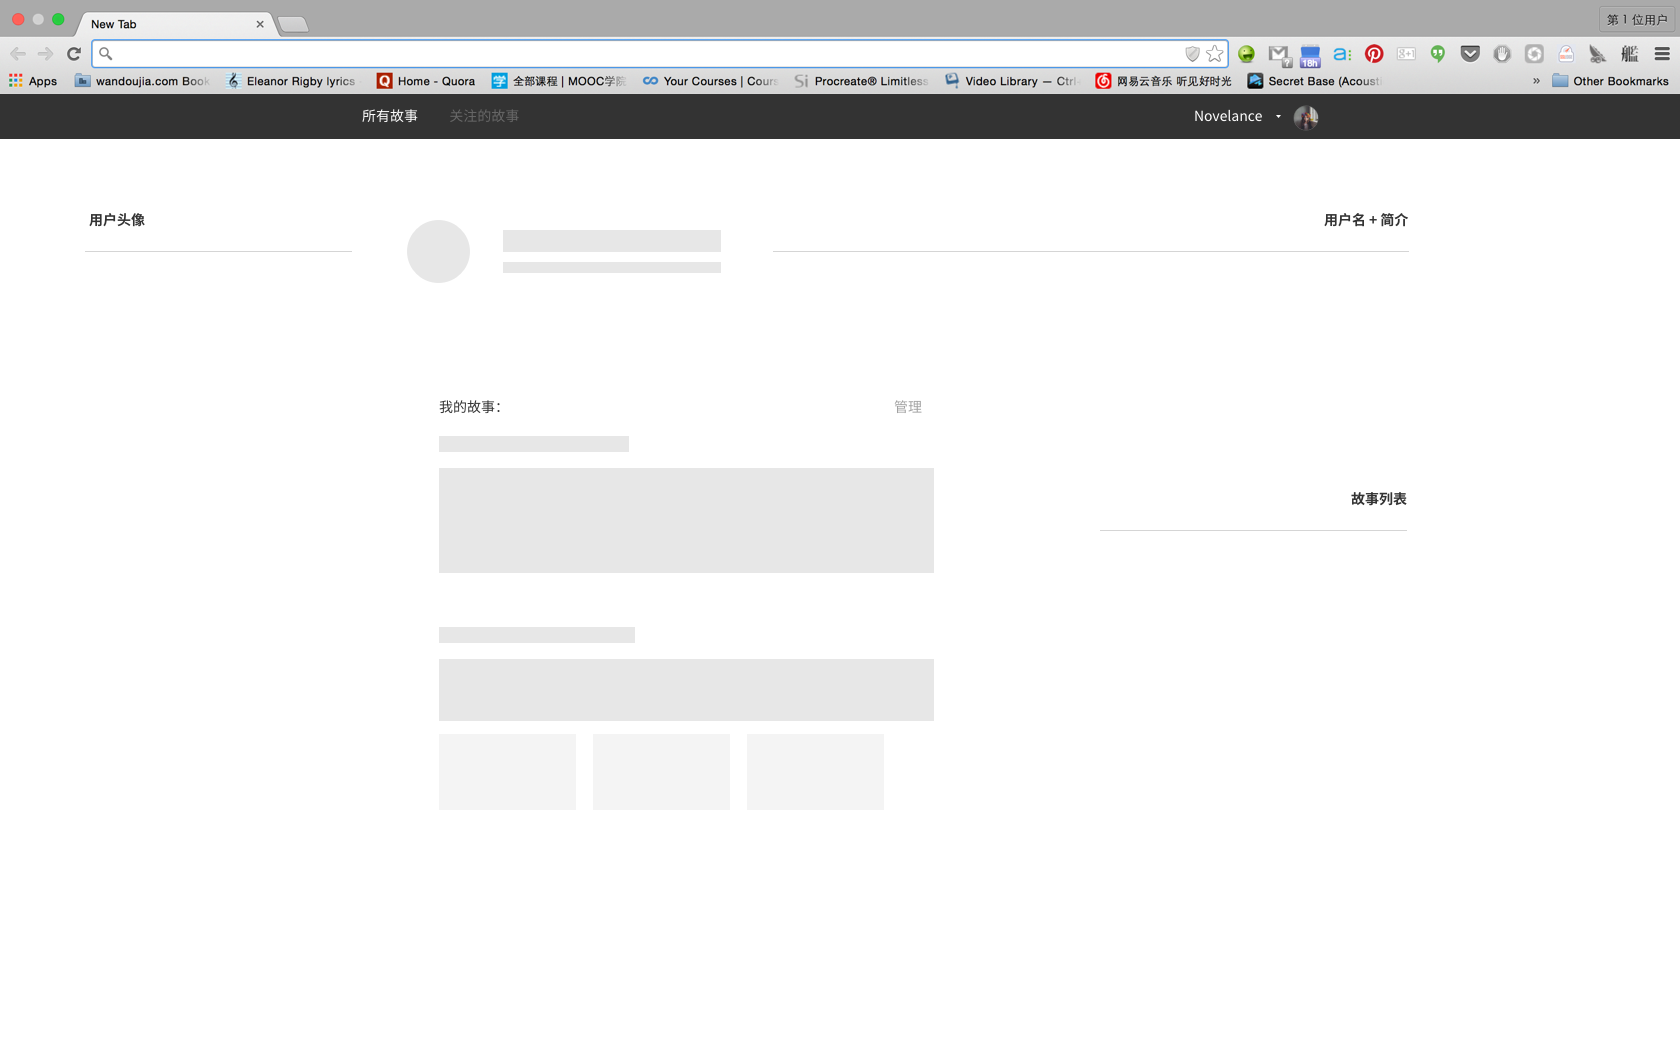 New Tab
第 1 位用户
18h
Apps
wandoujia.com Book
Eleanor Rigby lyrics
Home - Quora
全部课程 | MOOC学院
Your Courses | Cours
Procreate® Limitless
Video Library — Ctrl
网易云音乐 听见好时光
Secret Base (Acousti
»
Other Bookmarks
所有故事
关注的故事
Novelance
用户头像
用户名 + 简介
我的故事：
管理
故事列表